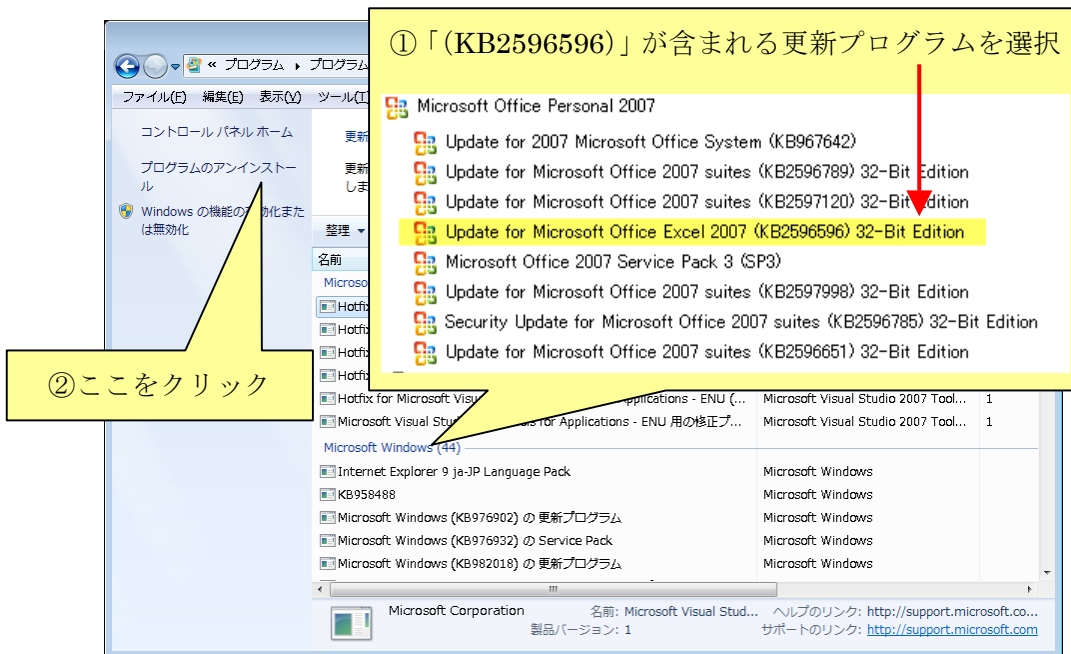 ①「(KB2596596)」が含まれる更新プログラムを選択
Microsoft Office Personal 2007
Update for 2007 Microsoft Office System (KB967642)
Update for Microsoft Office 2007 suites (KB2596789) 32-Bit Edition
Update for Microsoft Office 2007 suites (KB2597120) 32-Bit Edition
Update for Microsoft Office Excel 2007 (KB2596596) 32-Bit Edition
Microsoft Office 2007 Service Pack 3 (SP3)
Update for Microsoft Office 2007 suites (KB2597998) 32-Bit Edition
Security Update for Microsoft Office 2007 suites (KB2596785) 32-Bit Edition
Update for Microsoft Office 2007 suites (KB2596651) 32-Bit Edition
« プログラム ▸ プログラム
ファイル(F) 編集(E) 表示(V) ツール(T)
コントロール パネル ホーム
プログラムのアンインストー
ル
Windows の機能の 効化また
は無効化
②ここをクリック
更新
更新
しま
整理
名前
Microso
Hotfix
Hotfix
Hotfix
Hotfix
Hotfix for Microsoft Visu pplications - ENU (... Microsoft Visual Studio 2007 Tool... 1
Microsoft Visual Stu s for Applications - ENU 用の修正プ... Microsoft Visual Studio 2007 Tool... 1
Microsoft Windows (44)
Internet Explorer 9 ja-JP Language Pack Microsoft Windows
KB958488 Microsoft Windows
Microsoft Windows (KB976902) の 更新プログラム Microsoft Windows
Microsoft Windows (KB976932) の Service Pack Microsoft Windows
Microsoft Windows (KB982018) の 更新プログラム Microsoft Windows
Microsoft Corporation 名前: Microsoft Visual Stud... ヘルプのリンク: http://support.microsoft.co...
製品バージョン: 1 サポートのリンク: http://support.microsoft.com